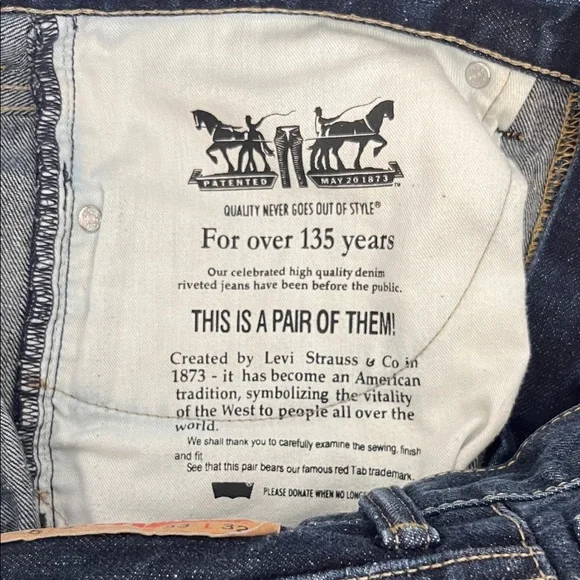 PATENTED MAY 20 1873 ™
QUALITY NEVER GOES OUT OF STYLE®
For over 135 years
Our celebrated high quality denim
riveted jeans have been before the public.
THIS IS A PAIR OF THEM!
Created by Levi Strauss & Co in
1873 - it has become an American
tradition, symbolizing the vitality
of the West to people all over the
world.
We shall thank you to carefully examine the sewing, finish
and fit
See that this pair bears our famous red Tab trademark.
PLEASE DONATE WHEN NO LONG
L 32